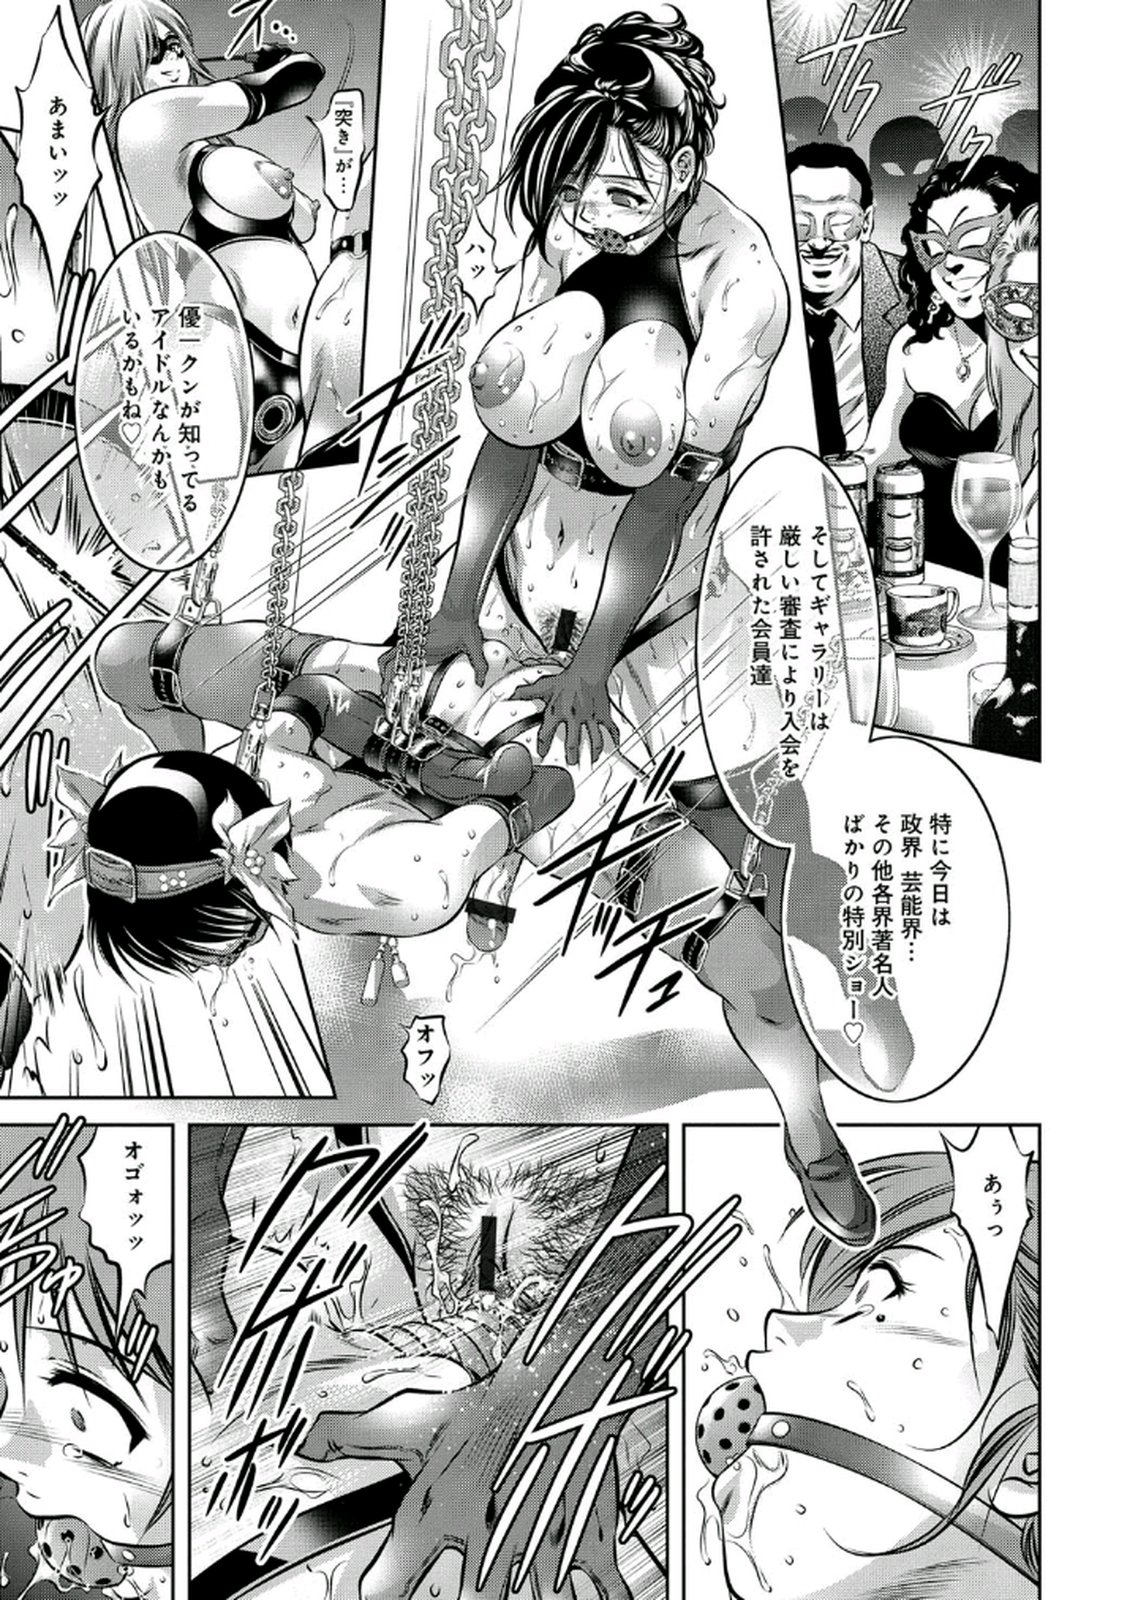 そしてギャラリーは
厳しい審査により入会を
許された会員達
特に今日は
政界 芸能界…
その他各界著名人
ばかりの特別ショー♡
ハッ
『突き』が…
あまいッッ
優一クンが知ってる
アイドルなんかも
いるかもね♡
オフッ
あぅっ
オゴォッッ